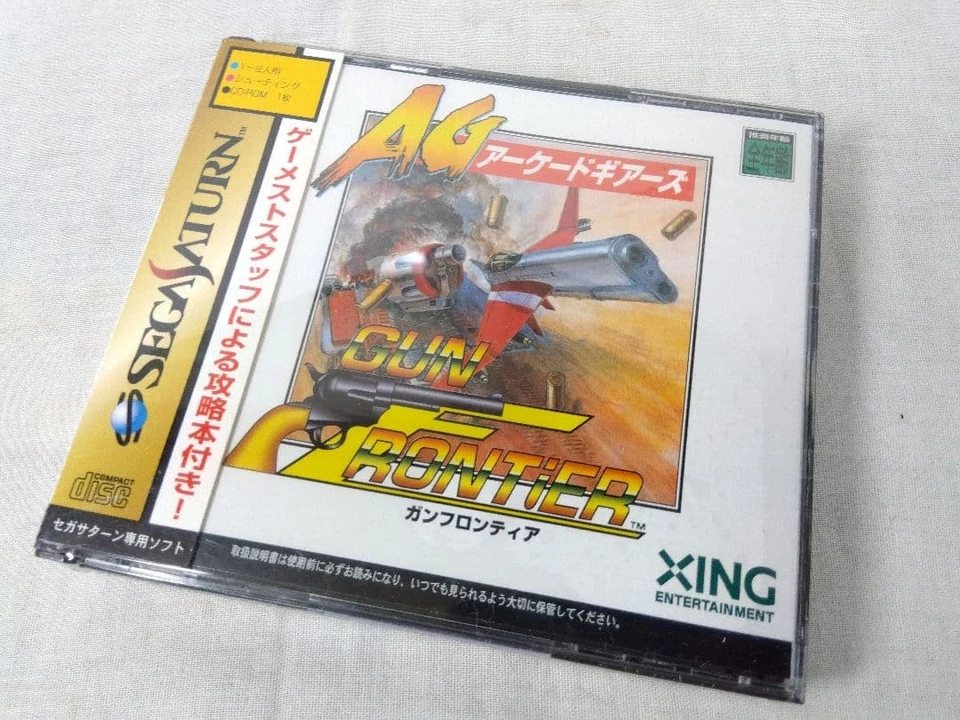 ●1～2人用
●シューティング
●CD-ROM 1枚
SEGA SATURN™
ゲーメストスタッフによる攻略本付き！
COMPACT
disc
セガサターン専用ソフト
AG
アーケードギアーズ
推奨年齢
全年齢
GUN
FRONTiER™
ガンフロンティア
取扱説明書は使用前に必ずお読みになり、いつでも見られるよう大切に保管してください。
XING
ENTERTAINMENT